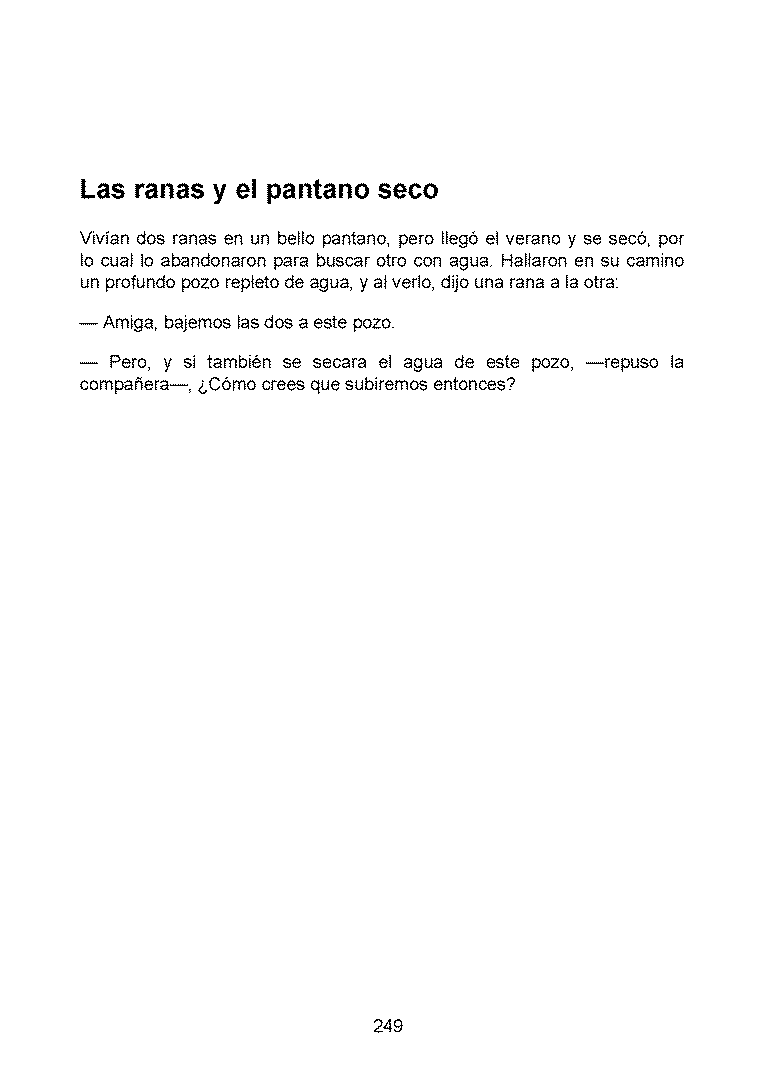 Las ranas y el pantano seco
Vivían dos ranas en un bello pantano, pero llegó el verano y se secó, por
lo cual lo abandonaron para buscar otro con agua. Hallaron en su camino
un profundo pozo repleto de agua, y al verlo, dijo una rana a la otra:
— Amiga, bajemos las dos a este pozo.
— Pero, y si también se secara el agua de este pozo, —repuso la
compañera—, ¿Cómo crees que subiremos entonces?
249